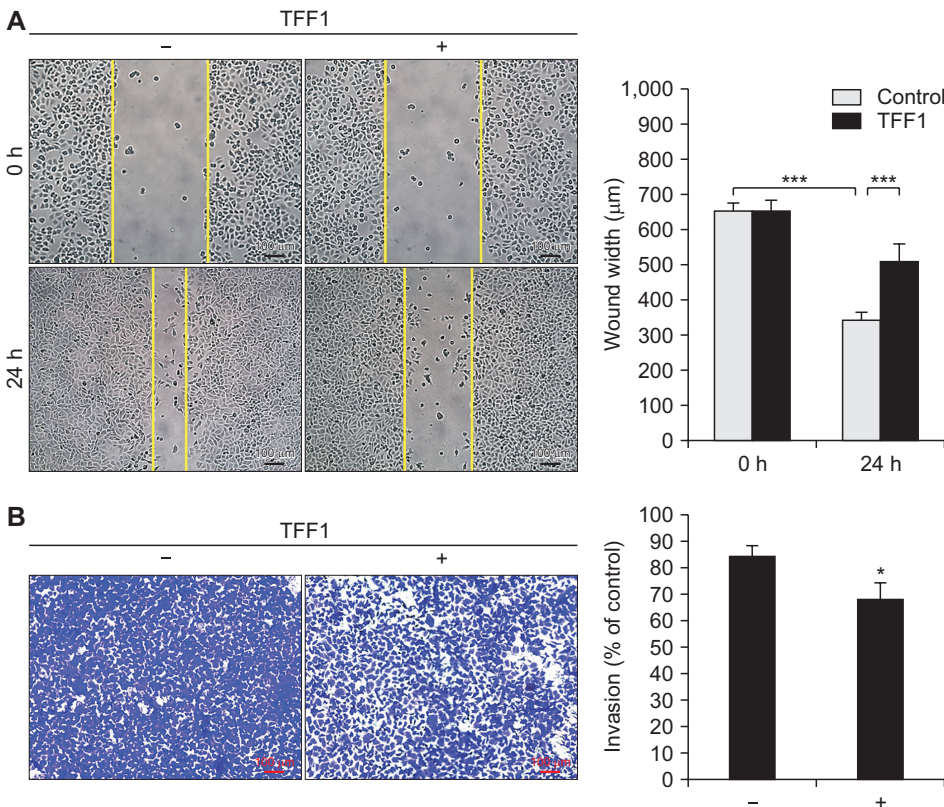 A
TFF1
– +
0 h
100 μm
100 μm
24 h
100 μm
100 μm
Wound width (μm)
1,000
900
800
700
600
500
400
300
200
100
0
Control
TFF1
***
***
0 h 24 h
B
TFF1
– +
100 μm
100 μm
Invasion (% of control)
100
90
80
70
60
50
40
30
20
10
0
*
– +